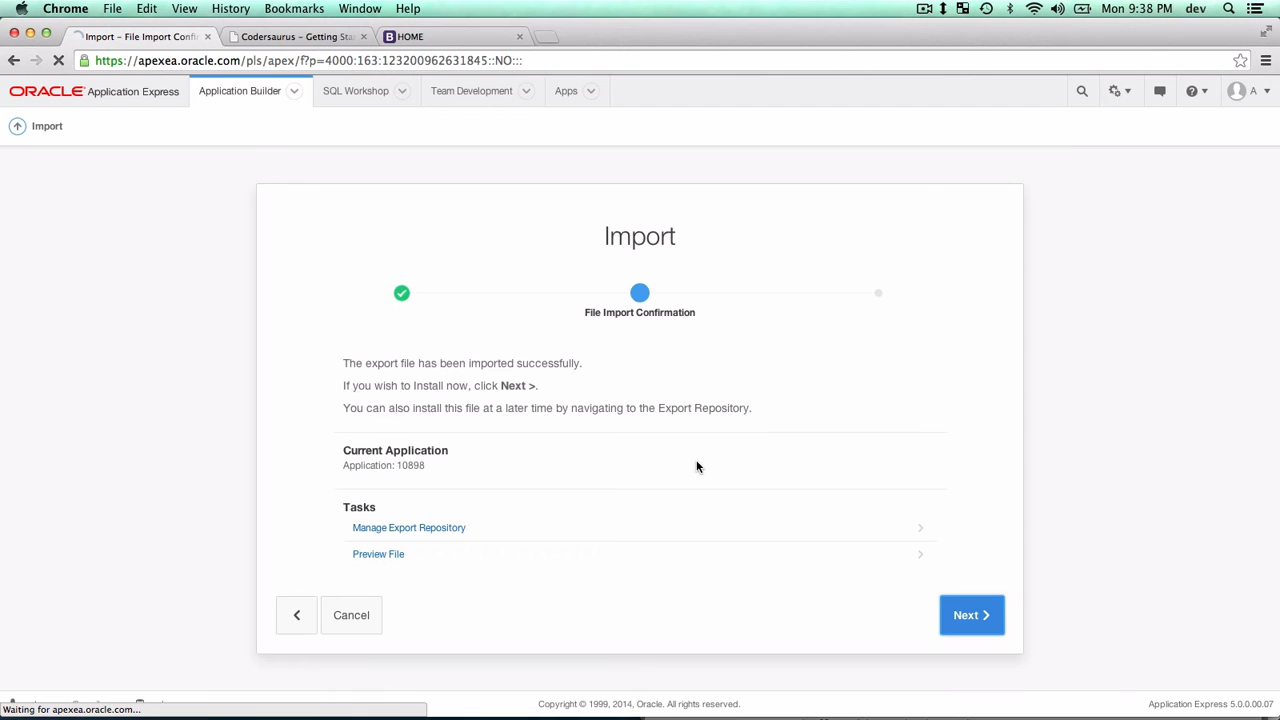 Chrome File Edit View History Bookmarks Window Help Mon 9:38 PM dev
Import – File Import Confi Codersaurus – Getting Sta HOME
https://apexea.oracle.com/pls/apex/f?p=4000:163:123200962631845::NO:::
ORACLE Application Express Application Builder SQL Workshop Team Development Apps A
Import
Import
File Import Confirmation
The export file has been imported successfully.
If you wish to Install now, click Next >.
You can also install this file at a later time by navigating to the Export Repository.
Current Application
Application: 10898
Tasks
Manage Export Repository
Preview File
Cancel Next
Copyright © 1999, 2014, Oracle. All rights reserved. Application Express 5.0.0.00.07
Waiting for apexea.oracle.com...